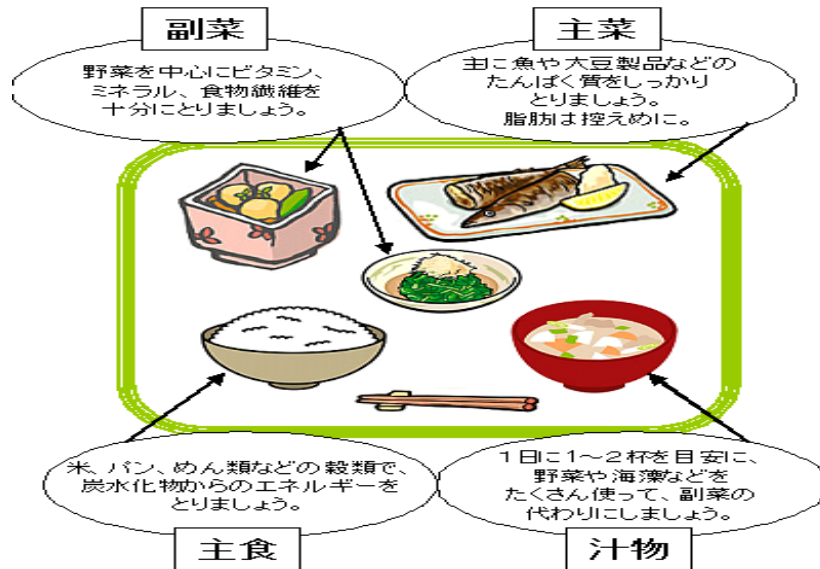 副菜
野菜を中心にビタミン、
ミネラル、食物繊維を
十分にとりましょう。
主菜
主に魚や大豆製品などの
たんぱく質をしっかり
とりましょう。
脂肪は控えめに。
米、パン、めん類などの穀類で、
炭水化物からのエネルギーを
とりましょう。
主食
1日に1～2杯を目安に、
野菜や海藻などを
たくさん使って、副菜の
代わりにしましょう。
汁物